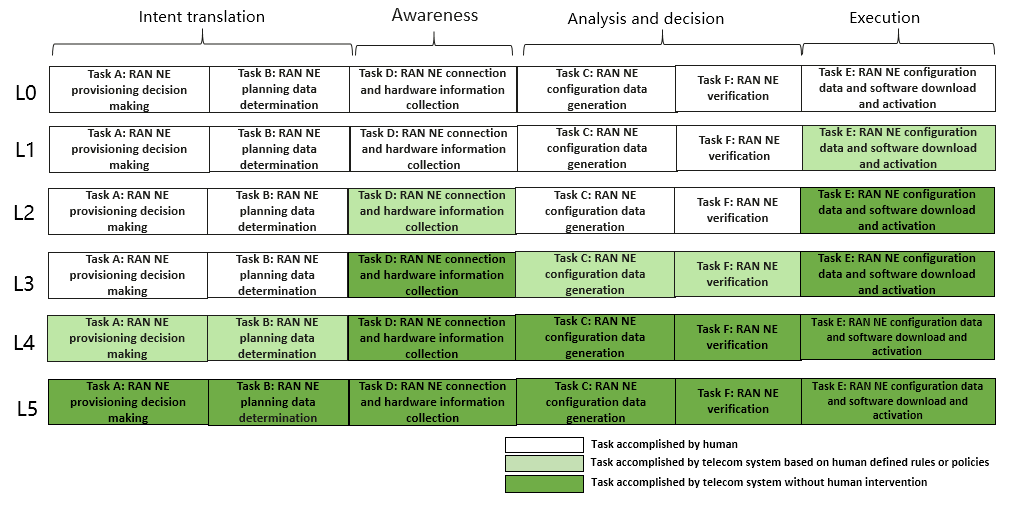 Intent translation
Awareness
Analysis and decision
Execution
L0
Task A: RAN NE
provisioning decision
making
Task B: RAN NE
planning data
determination
Task D: RAN NE connection
and hardware information
collection
Task C: RAN NE
configuration data
generation
Task F: RAN NE
verification
Task E: RAN NE configuration
data and software download
and activation
L1
Task A: RAN NE
provisioning decision
making
Task B: RAN NE
planning data
determination
Task D: RAN NE connection
and hardware information
collection
Task C: RAN NE
configuration data
generation
Task F: RAN NE
verification
Task E: RAN NE configuration
data and software download
and activation
L2
Task A: RAN NE
provisioning decision
making
Task B: RAN NE
planning data
determination
Task D: RAN NE connection
and hardware information
collection
Task C: RAN NE
configuration data
generation
Task F: RAN NE
verification
Task E: RAN NE configuration
data and software download
and activation
L3
Task A: RAN NE
provisioning decision
making
Task B: RAN NE
planning data
determination
Task D: RAN NE connection
and hardware information
collection
Task C: RAN NE
configuration data
generation
Task F: RAN NE
verification
Task E: RAN NE configuration
data and software download
and activation
L4
Task A: RAN NE
provisioning decision
making
Task B: RAN NE
planning data
determination
Task D: RAN NE connection
and hardware information
collection
Task C: RAN NE
configuration data
generation
Task F: RAN NE
verification
Task E: RAN NE configuration data
and software download and
activation
L5
Task A: RAN NE
provisioning decision
making
Task B: RAN NE
planning data
determination
Task D: RAN NE connection
and hardware information
collection
Task C: RAN NE
configuration data
generation
Task F: RAN NE
verification
Task E: RAN NE configuration data
and software download and
activation
Task accomplished by human
Task accomplished by telecom system based on human defined rules or policies
Task accomplished by telecom system without human intervention